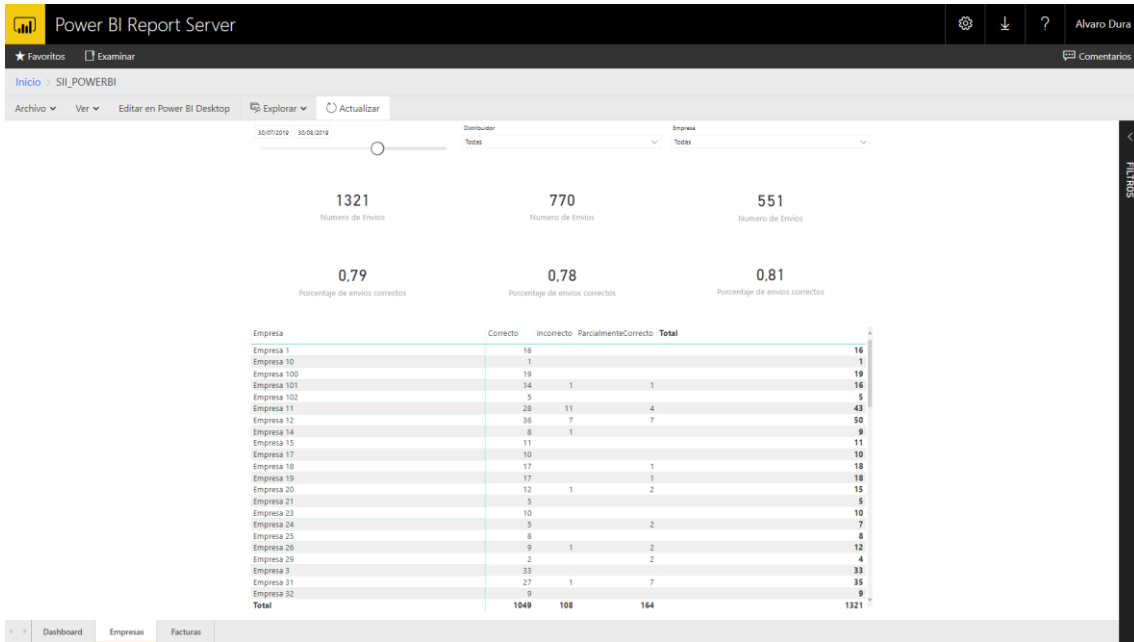 Power BI Report Server
Alvaro Dura
Favoritos Examinar Comentarios
Inicio > SII_POWERBI
Archivo Ver Editar en Power BI Desktop Explorar Actualizar
30/07/2019 30/08/2019
Distribuidor
Todas
Empresa
Todas
FILTROS
1321 770 551
Numero de Envios Numero de Envios Numero de Envios
0,79 0,78 0,81
Porcentaje de envios correctos Porcentaje de envios correctos Porcentaje de envios correctos
Empresa Correcto Incorrecto ParcialmenteCorrecto Total
Empresa 1 16 16
Empresa 10 1 1
Empresa 100 19 19
Empresa 101 14 1 1 16
Empresa 102 5 5
Empresa 11 28 11 4 43
Empresa 12 36 7 7 50
Empresa 14 8 1 9
Empresa 15 11 11
Empresa 17 10 10
Empresa 18 17 1 18
Empresa 19 17 1 18
Empresa 20 12 1 2 15
Empresa 21 5 5
Empresa 23 10 10
Empresa 24 5 2 7
Empresa 25 8 8
Empresa 26 9 1 2 12
Empresa 29 2 2 4
Empresa 3 33 33
Empresa 31 27 1 7 35
Empresa 32 9 9
Total 1049 108 164 1321
Dashboard Empresas Facturas